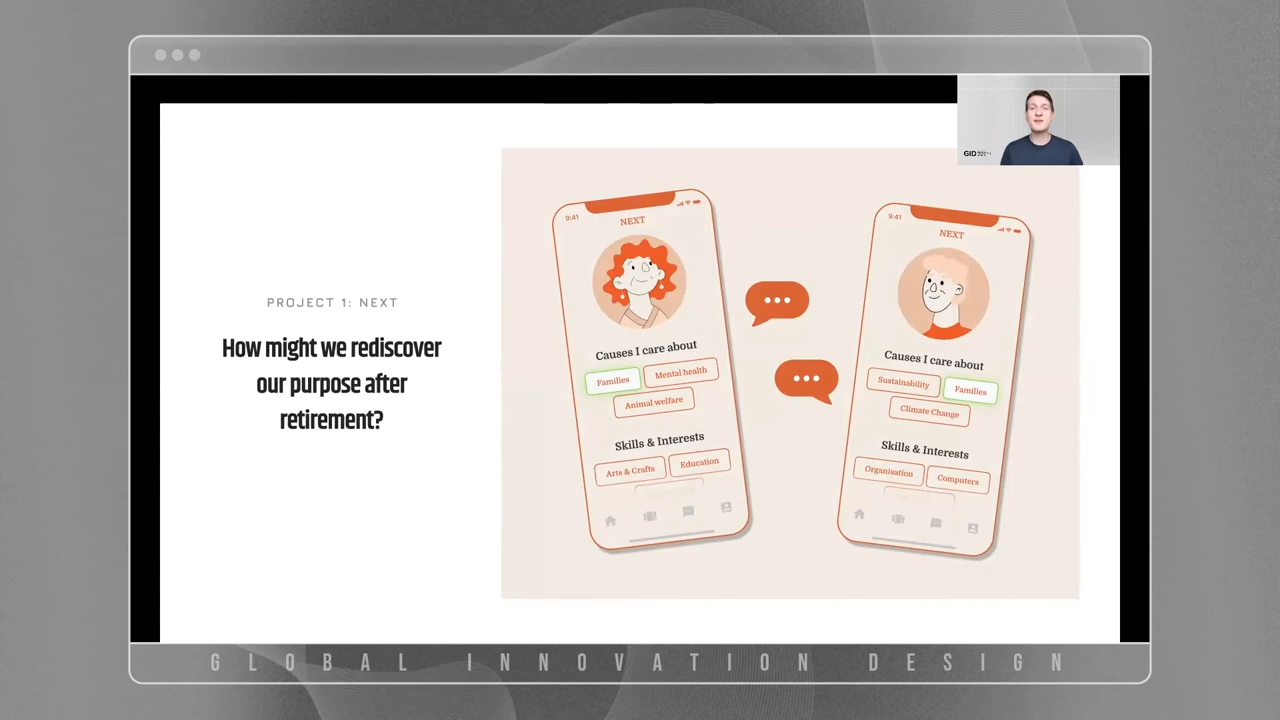 GID
PROJECT 1: NEXT
How might we rediscover
our purpose after
retirement?
9:41
NEXT
Causes I care about
Families
Mental health
Animal welfare
Skills & Interests
Arts & Crafts
Education
9:41
NEXT
Causes I care about
Sustainability
Families
Climate Change
Skills & Interests
Organisation
Computers
GLOBAL INNOVATION DESIGN